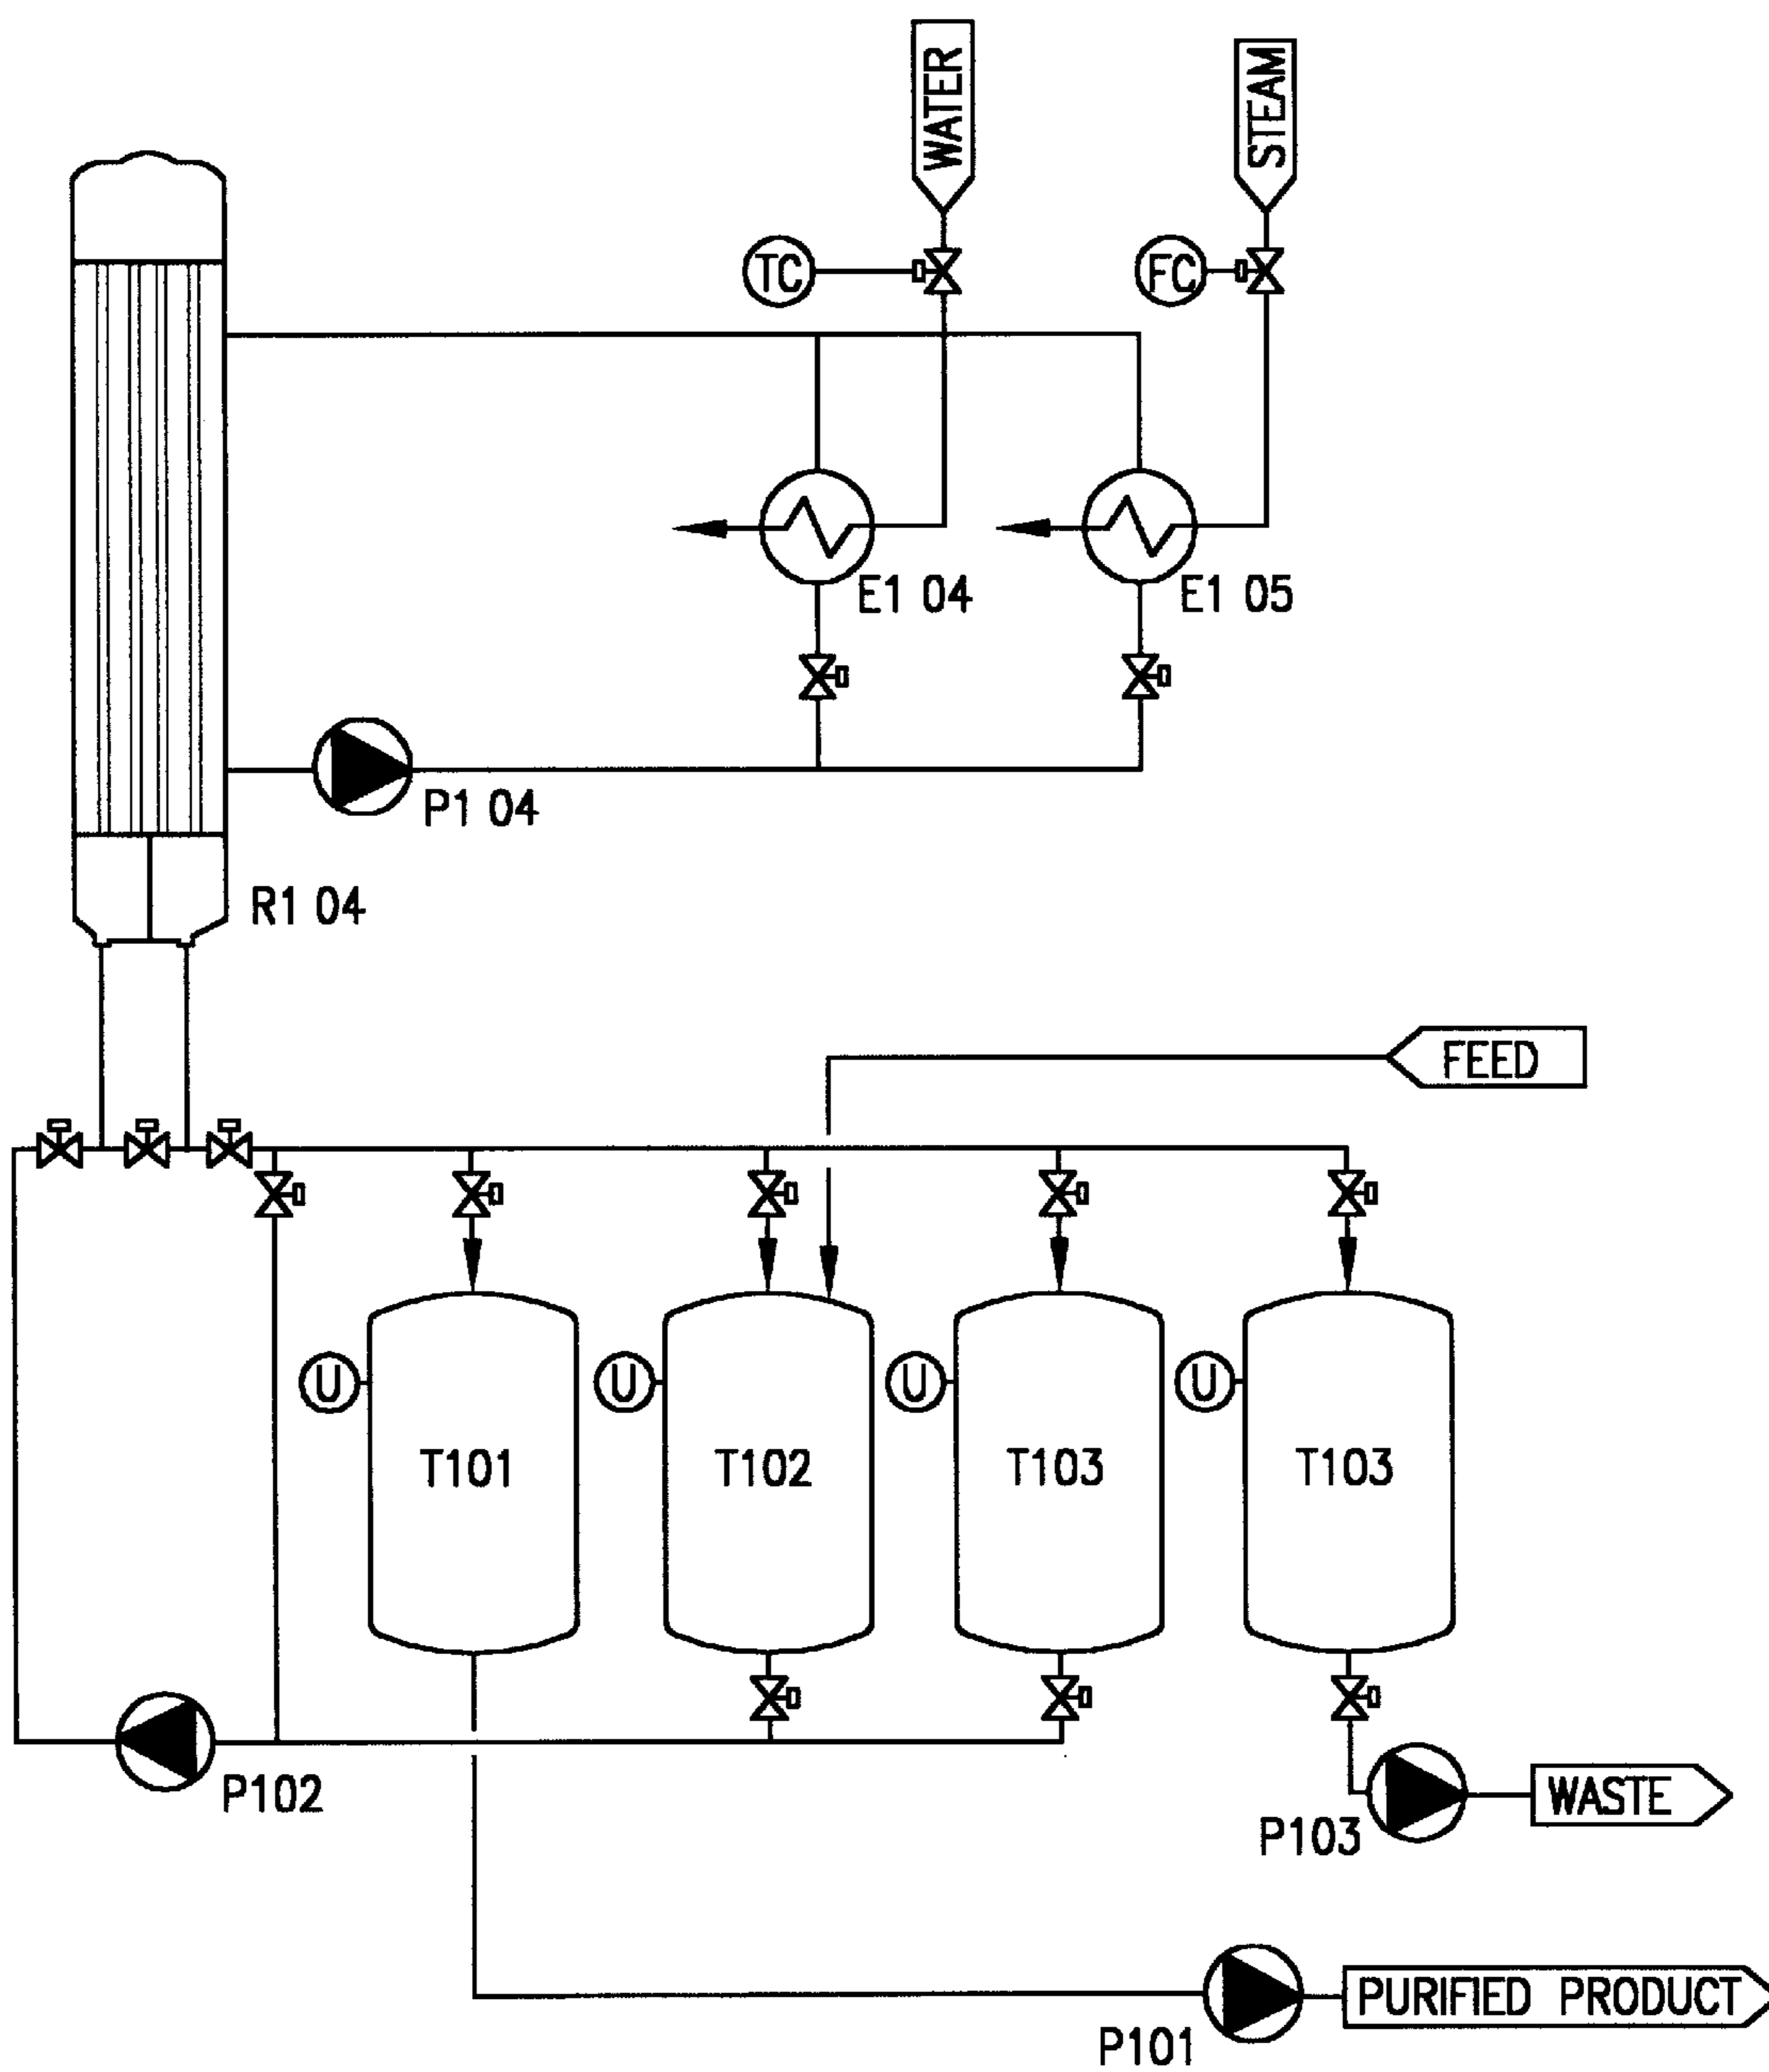 WATER
STEAM
TC
FC
E1 04
E1 05
P1 04
R1 04
FEED
U
U
U
U
T101
T102
T103
T103
P102
P103
WASTE
P101
PURIFIED PRODUCT